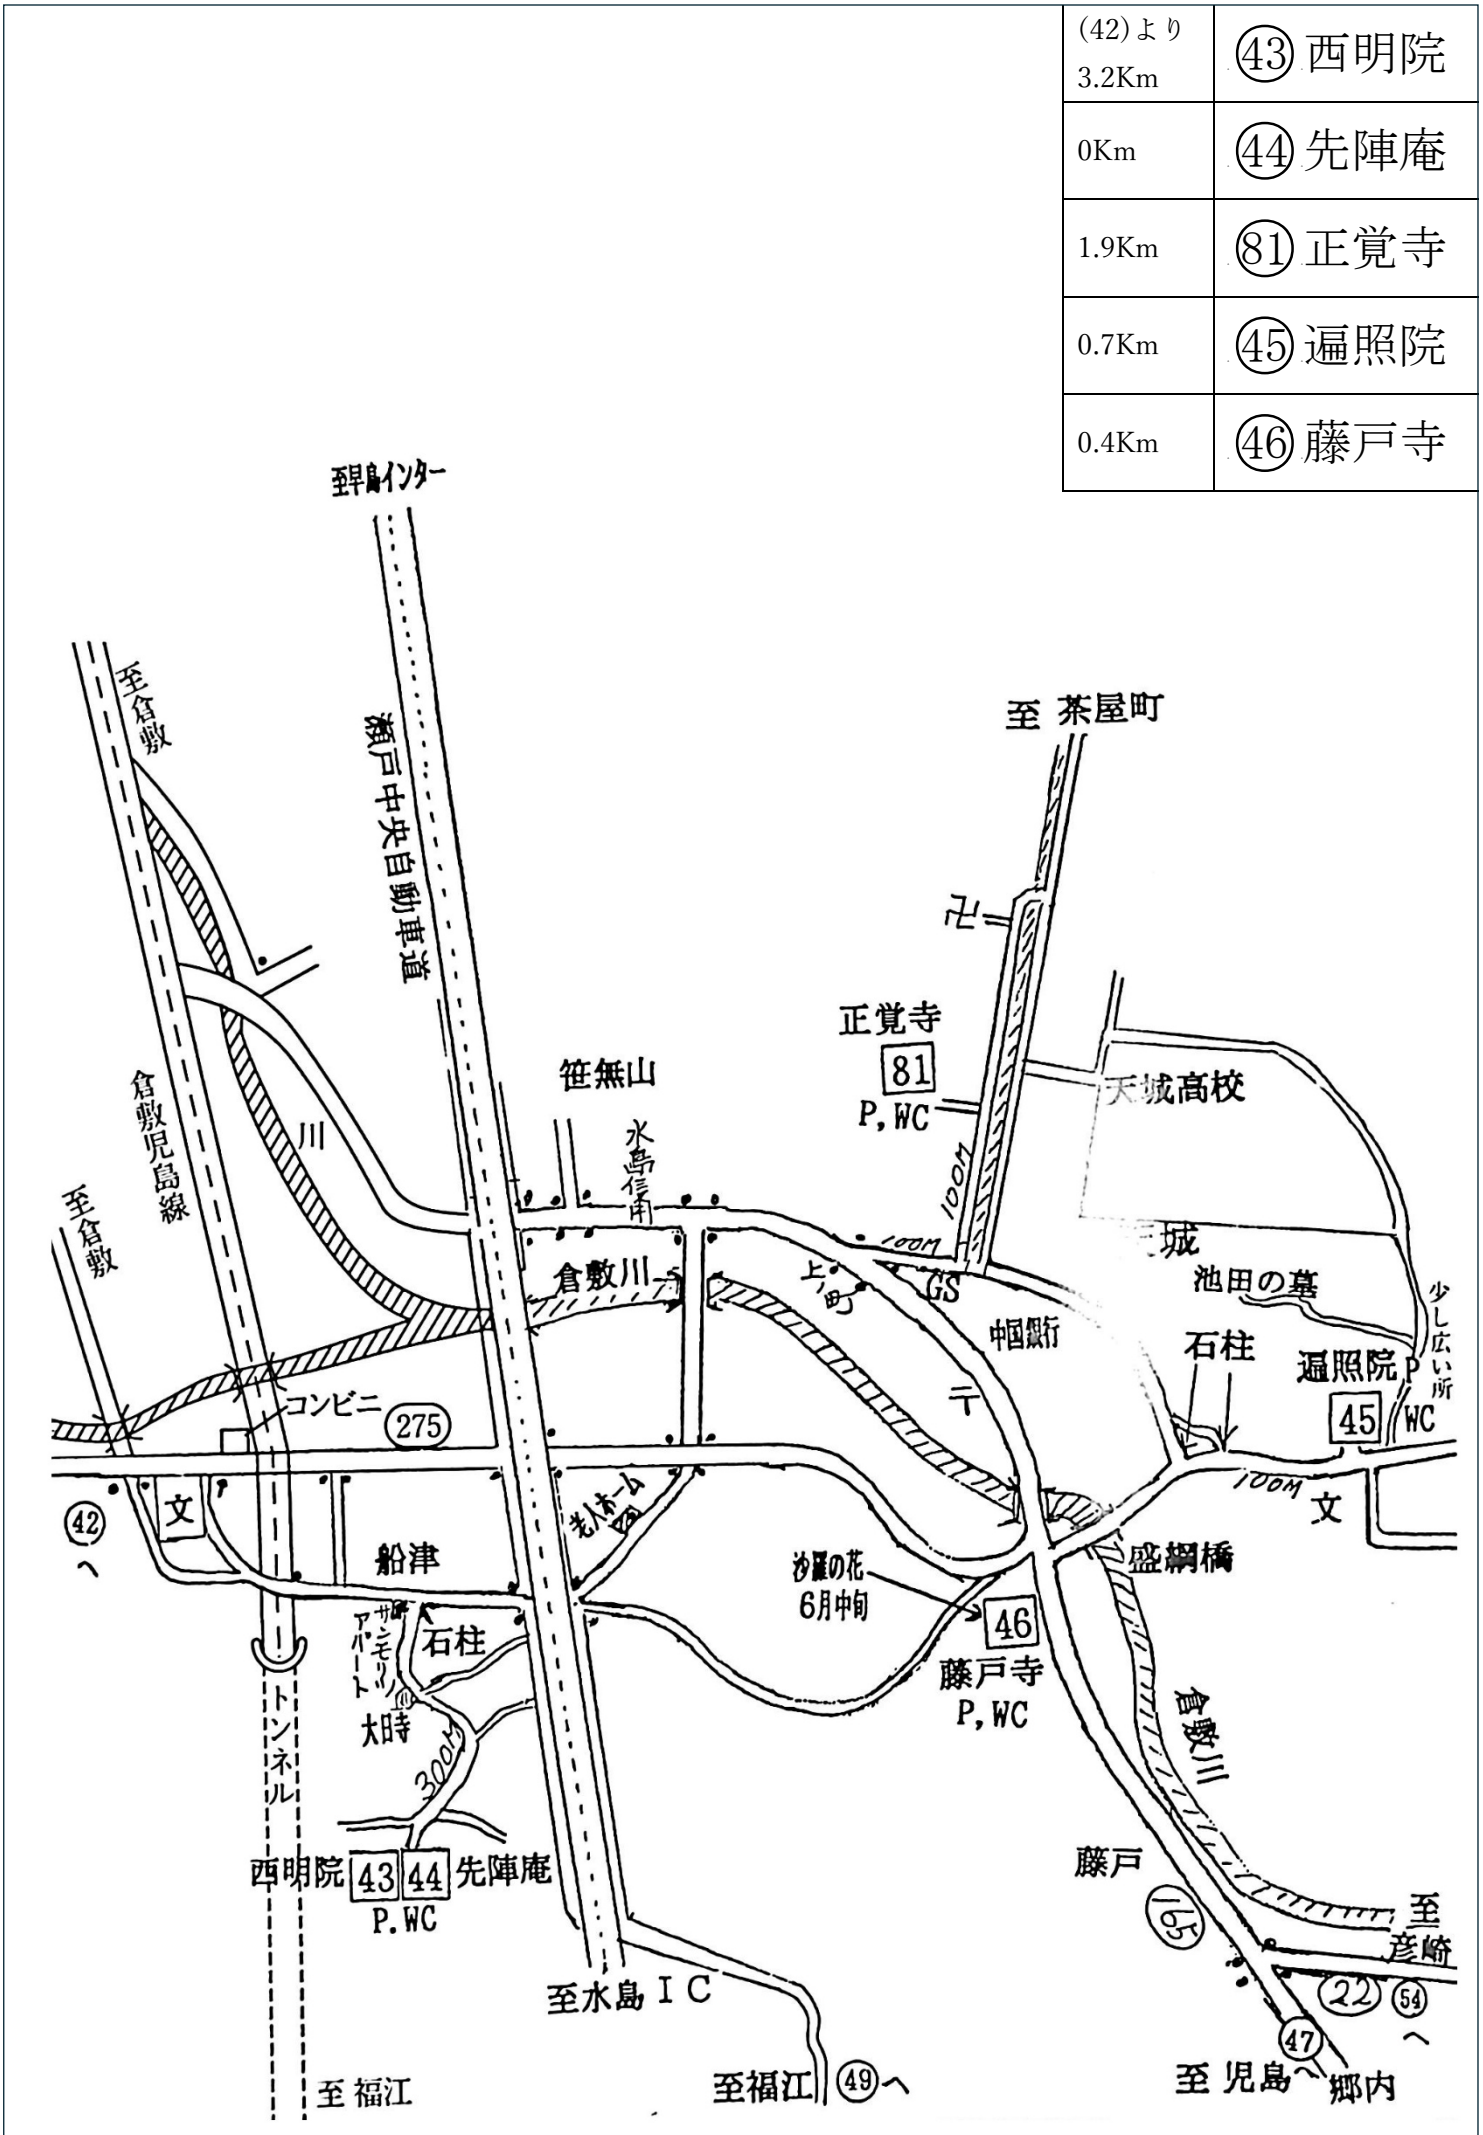 (42)より
3.2Km
㊸西明院
0Km
㊹先陣庵
1.9Km
81正覚寺
0.7Km
㊺遍照院
0.4Km
㊻藤戸寺
至早島インター
至倉敷
瀬戸中央自動車道
至 茶屋町
卍
正覚寺
81
P,WC
100M
天城高校
笹無山
水島信用
川
倉敷児島線
至倉敷
倉敷川
上ノ町
100M
GS
中国銀行
〒
城
池田の墓
石柱
少し広い所
遍照院
P
45
WC
100M
文
コンビニ
275
㊷
へ
文
老人ホーム
船津
沙羅の花
6月中旬
盛綱橋
46
藤戸寺
P,WC
サンモリノ
アパート
石柱
卍
大日寺
300M
トンネル
倉敷川
西明院
43
44
先陣庵
P.WC
藤戸
165
至
彦崎
22
54
へ
至水島IC
㊼
へ
至福江
至福江
㊾へ
至 児島
郷内